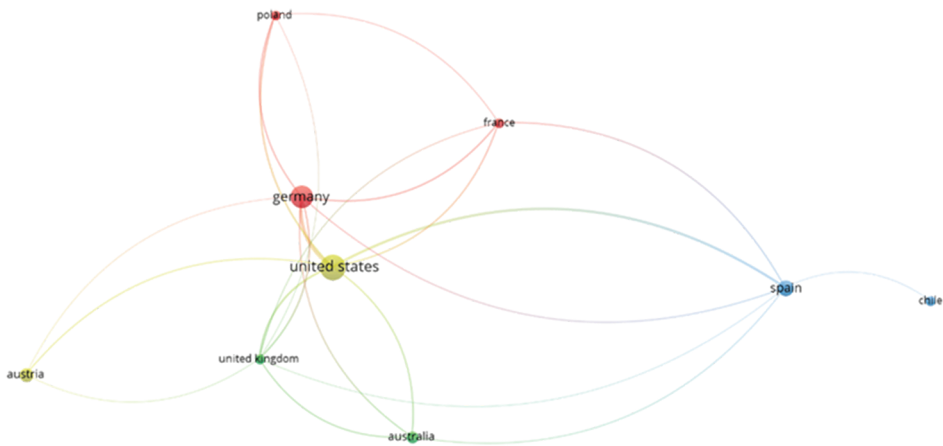 poland
france
germany
united states
spain
chile
united kingdom
austria
australia